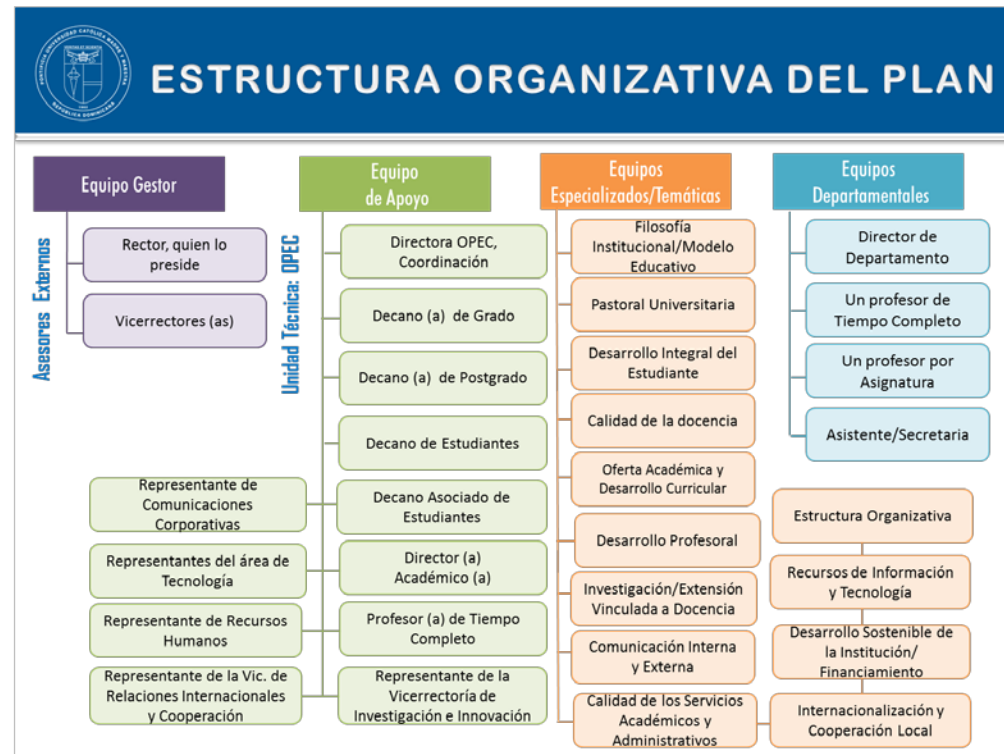 ESTRUCTURA ORGANIZATIVA DEL PLAN
Equipo Gestor
Asesores Externos
Rector, quien lo
preside
Vicerrectores (as)
Equipo
de Apoyo
Unidad Técnica: OPEC
Directora OPEC,
Coordinación
Decano (a) de Grado
Decano (a) de Postgrado
Decano de Estudiantes
Representante de
Comunicaciones
Corporativas
Decano Asociado de
Estudiantes
Representantes del área de
Tecnología
Director (a)
Académico (a)
Representante de Recursos
Humanos
Profesor (a) de Tiempo
Completo
Representante de la Vic. de
Relaciones Internacionales
y Cooperación
Representante de la
Vicerrectoría de
Investigación e Innovación
Equipos
Especializados/Temáticas
Filosofía
Institucional/Modelo
Educativo
Pastoral Universitaria
Desarrollo Integral del
Estudiante
Calidad de la docencia
Oferta Académica y
Desarrollo Curricular
Desarrollo Profesoral
Investigación/Extensión
Vinculada a Docencia
Comunicación Interna
y Externa
Calidad de los Servicios
Académicos y
Administrativos
Equipos
Departamentales
Director de
Departamento
Un profesor de
Tiempo Completo
Un profesor por
Asignatura
Asistente/Secretaria
Estructura Organizativa
Recursos de Información
y Tecnología
Desarrollo Sostenible de
la Institución/
Financiamiento
Internacionalización y
Cooperación Local